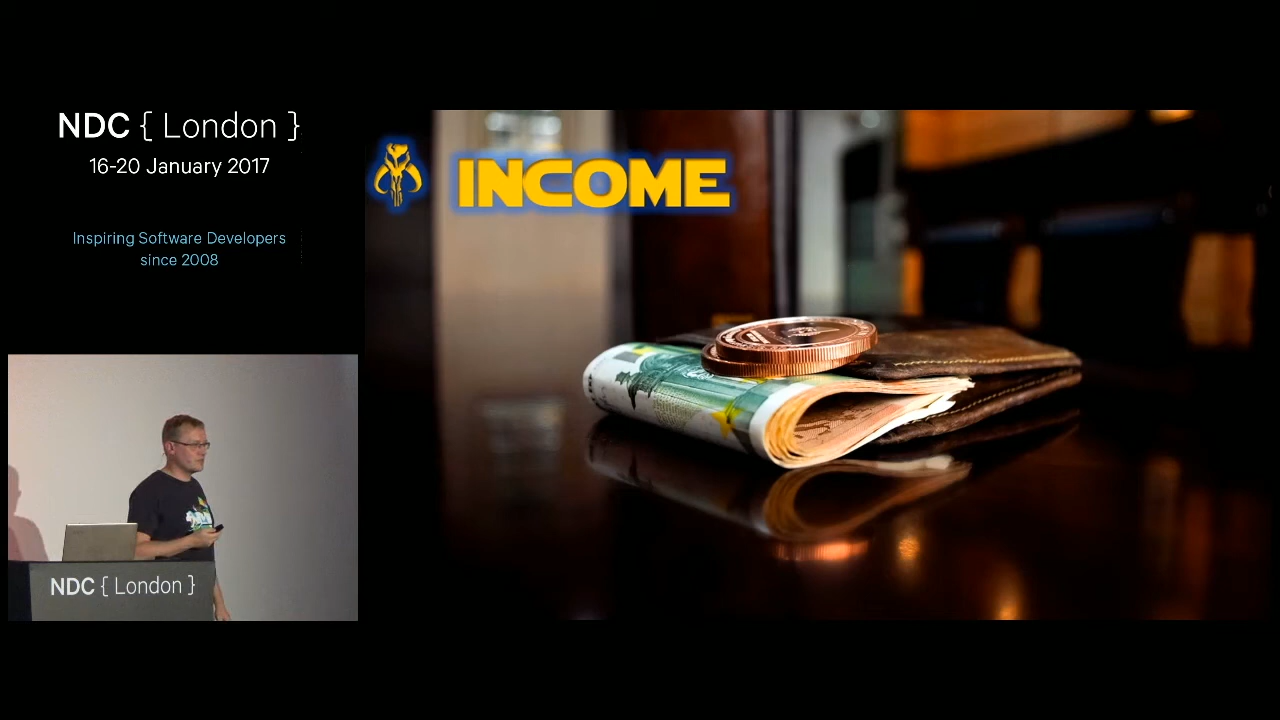 NDC { London }
16-20 January 2017
Inspiring Software Developers
since 2008
INCOME
NDC { London }